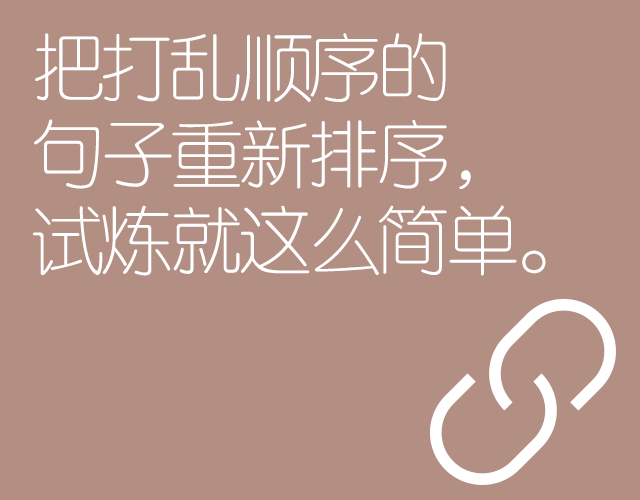 把打乱顺序的
句子重新排序，
试炼就这么简单。